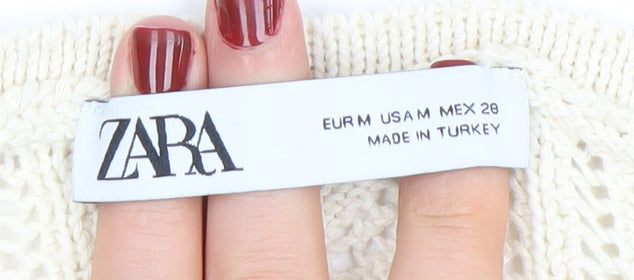 ZARA
EUR M USA M MEX 28
MADE IN TURKEY